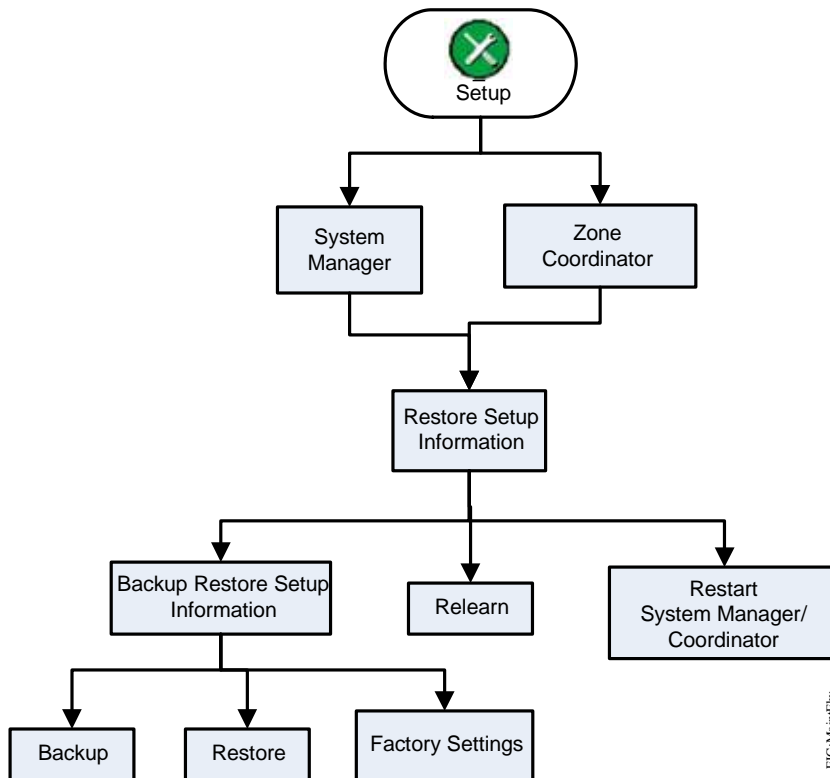 Setup
System
Manager
Zone
Coordinator
Restore Setup
Information
Backup Restore Setup
Information
Relearn
Restart
System Manager/
Coordinator
Backup
Restore
Factory Settings